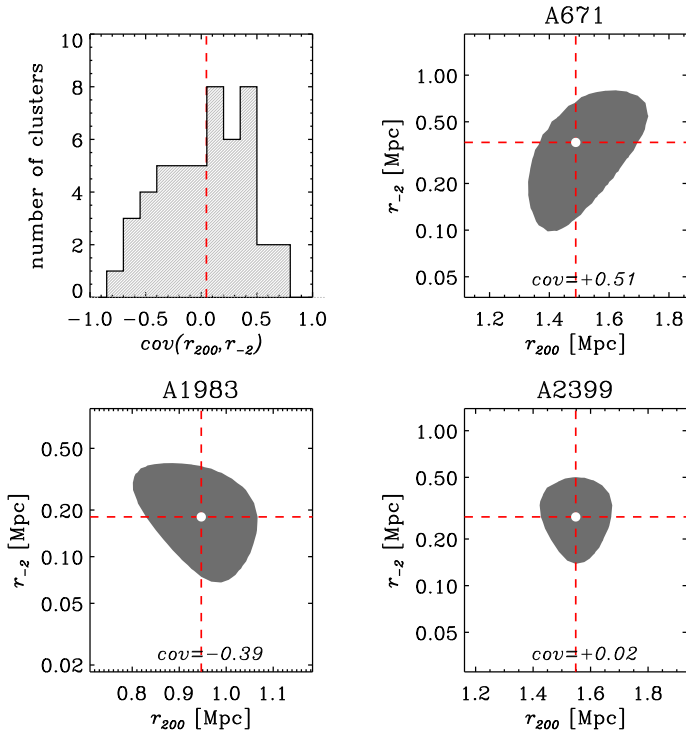 A671
number of clusters
10
8
6
4
2
0
−1.0 −0.5 0.0 0.5 1.0
cov(r200,r−2)
r−2 [Mpc]
1.00
0.50
0.20
0.10
0.05
cov=+0.51
1.2 1.4 1.6 1.8
r200 [Mpc]
A1983
r−2 [Mpc]
0.50
0.20
0.10
0.05
0.02
cov=−0.39
0.8 0.9 1.0 1.1
r200 [Mpc]
A2399
r−2 [Mpc]
1.00
0.50
0.20
0.10
0.05
cov=+0.02
1.2 1.4 1.6 1.8
r200 [Mpc]